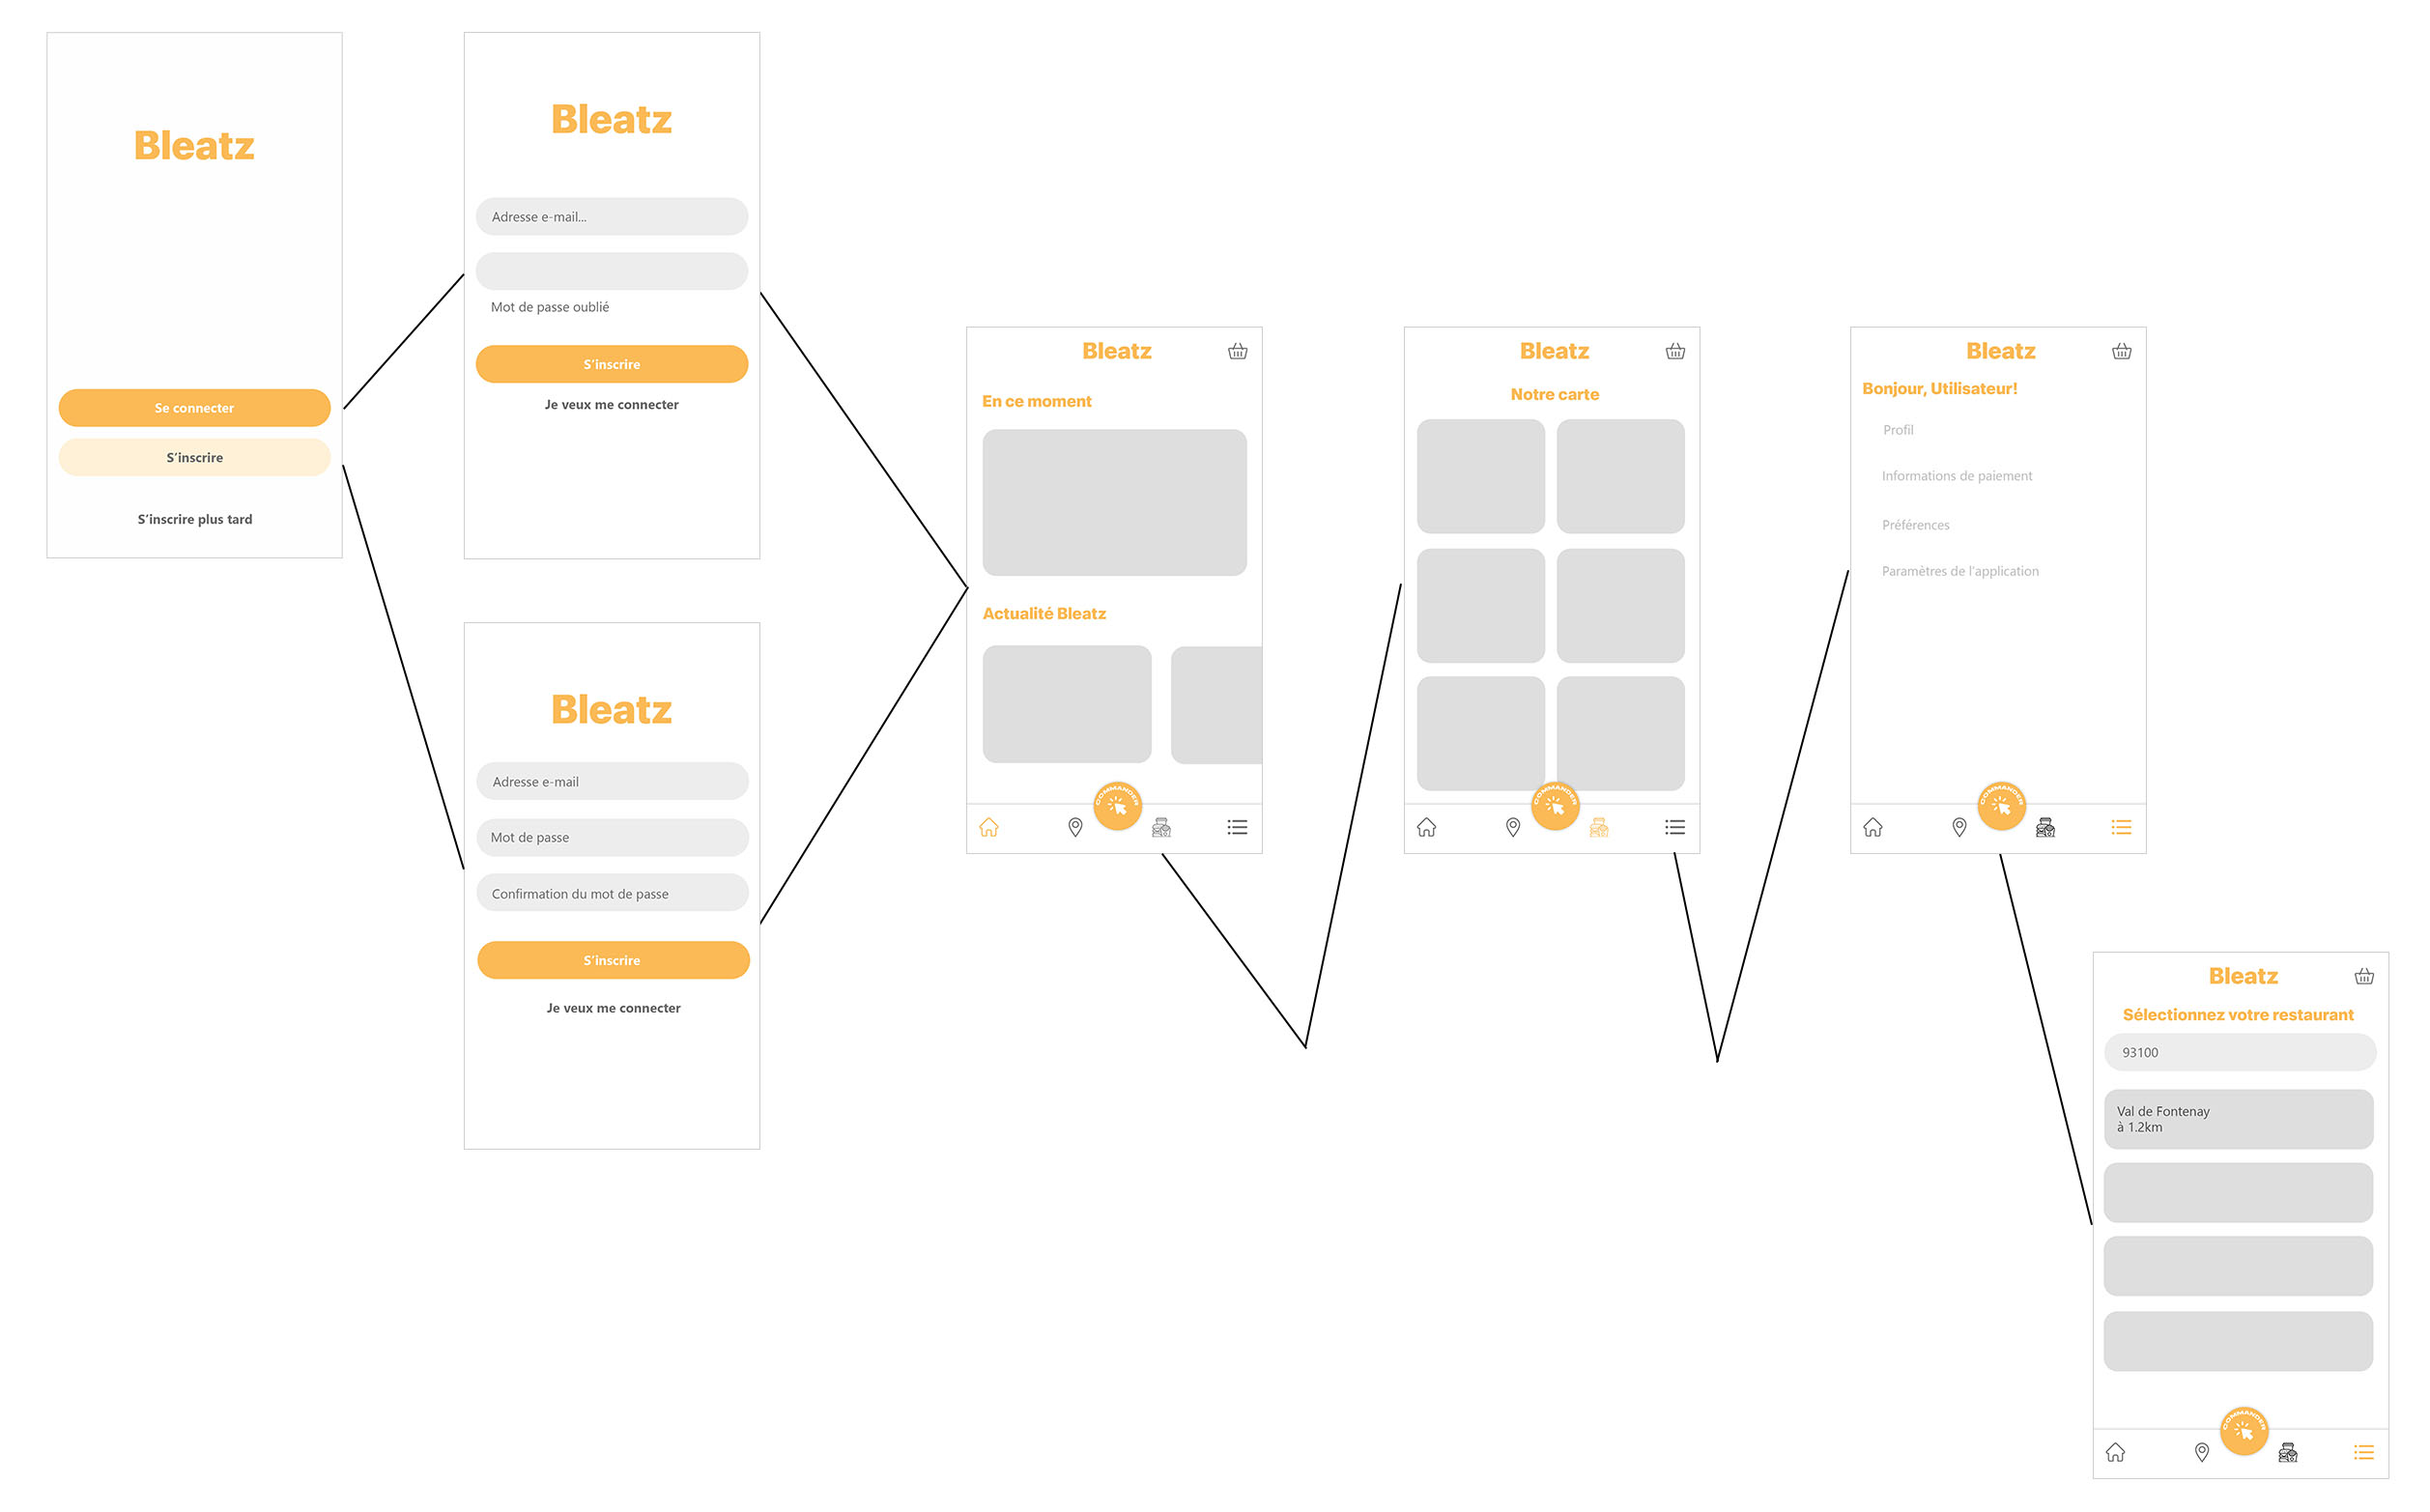 Bleatz
Se connecter
S'inscrire
S'inscrire plus tard
Bleatz
Adresse e-mail...
Mot de passe oublié
S'inscrire
Je veux me connecter
Bleatz
Adresse e-mail
Mot de passe
Confirmation du mot de passe
S'inscrire
Je veux me connecter
Bleatz
En ce moment
Actualité Bleatz
COMMANDER
Bleatz
Notre carte
COMMANDER
Bleatz
Bonjour, Utilisateur!
Profil
Informations de paiement
Préférences
Paramètres de l'application
COMMANDER
Bleatz
Sélectionnez votre restaurant
93100
Val de Fontenay
à 1.2km
COMMANDER